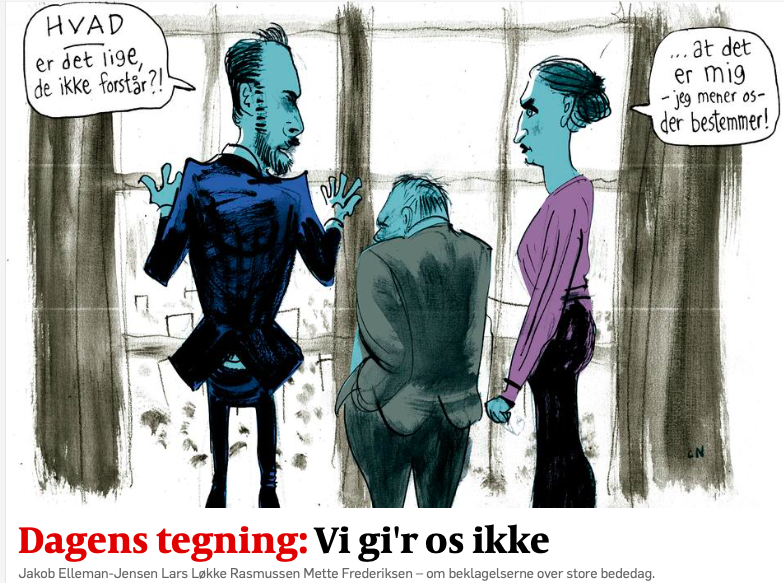 HVAD
er det lige,
de ikke forstår?!
...at det
er mig
- jeg mener os -
der bestemmer!
CN
Dagens tegning: Vi gi'r os ikke
Jakob Elleman-Jensen Lars Løkke Rasmussen Mette Frederiksen – om beklagelserne over store bededag.